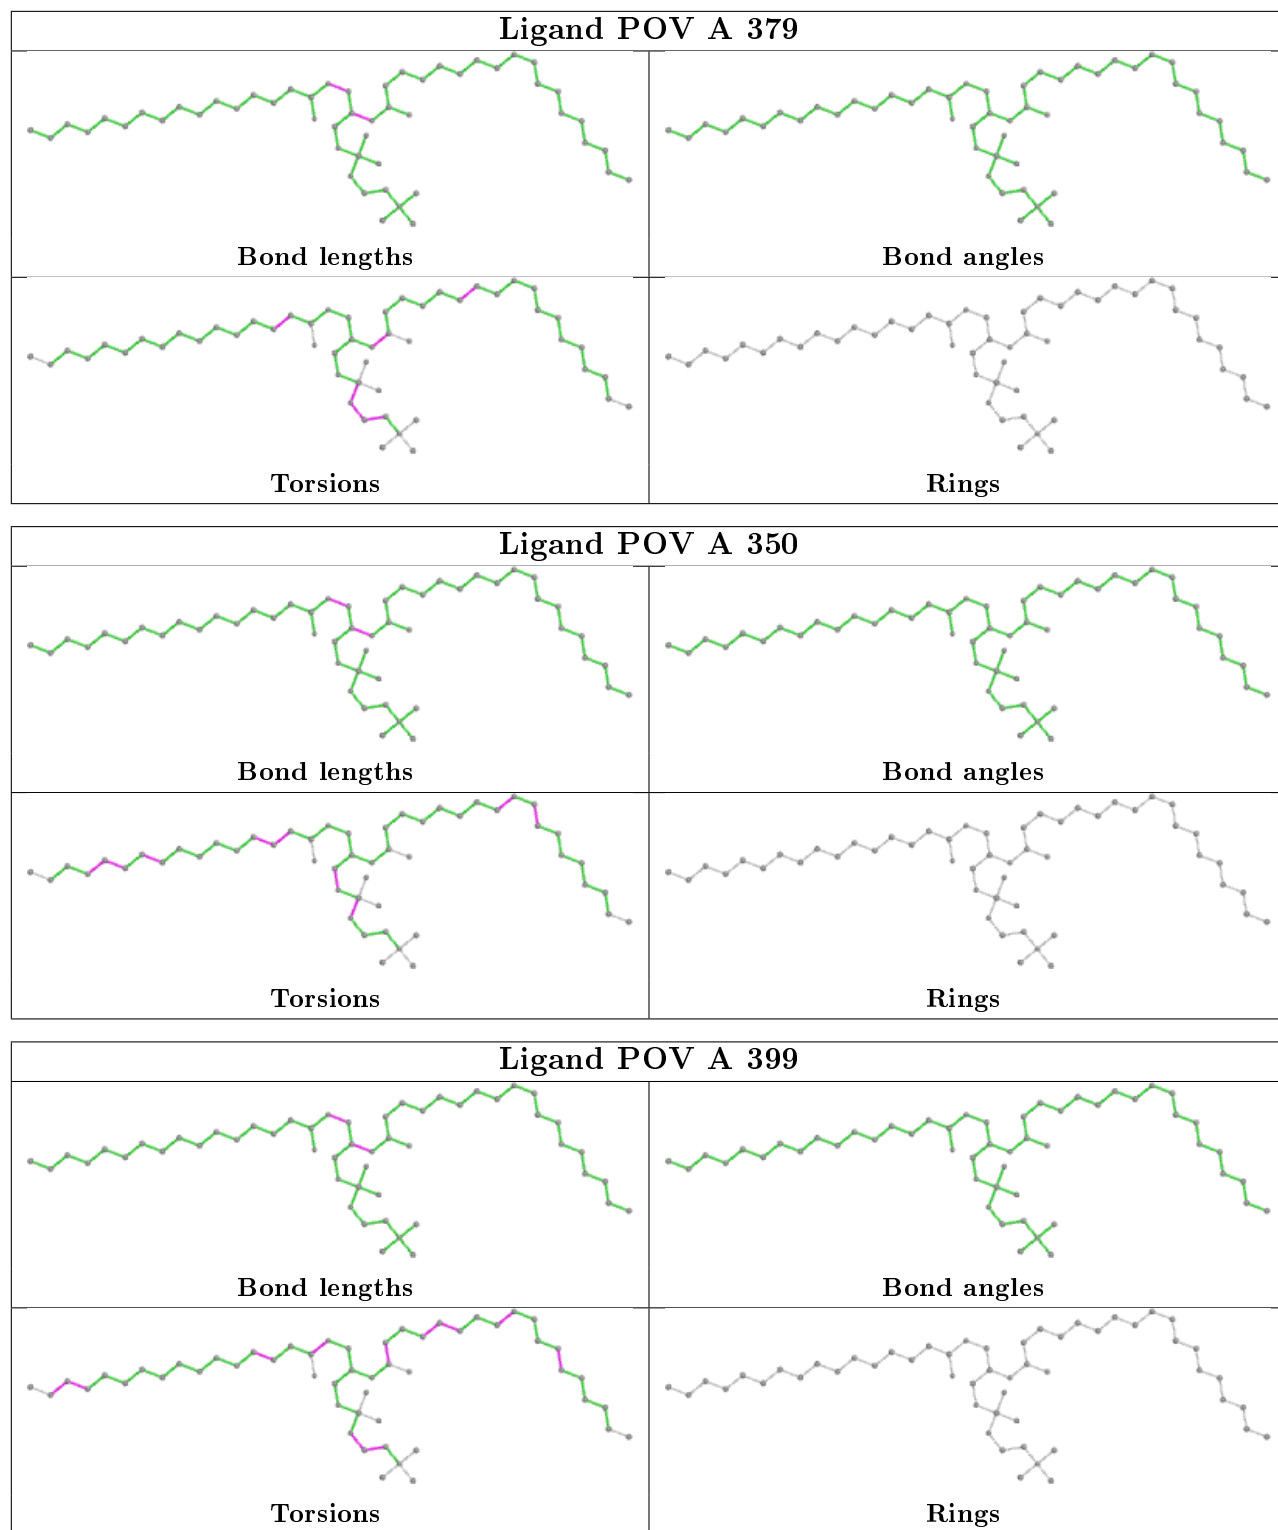 Ligand POV A 379
Bond lengths
Bond angles
Torsions
Rings
Ligand POV A 350
Bond lengths
Bond angles
Torsions
Rings
Ligand POV A 399
Bond lengths
Bond angles
Torsions
Rings